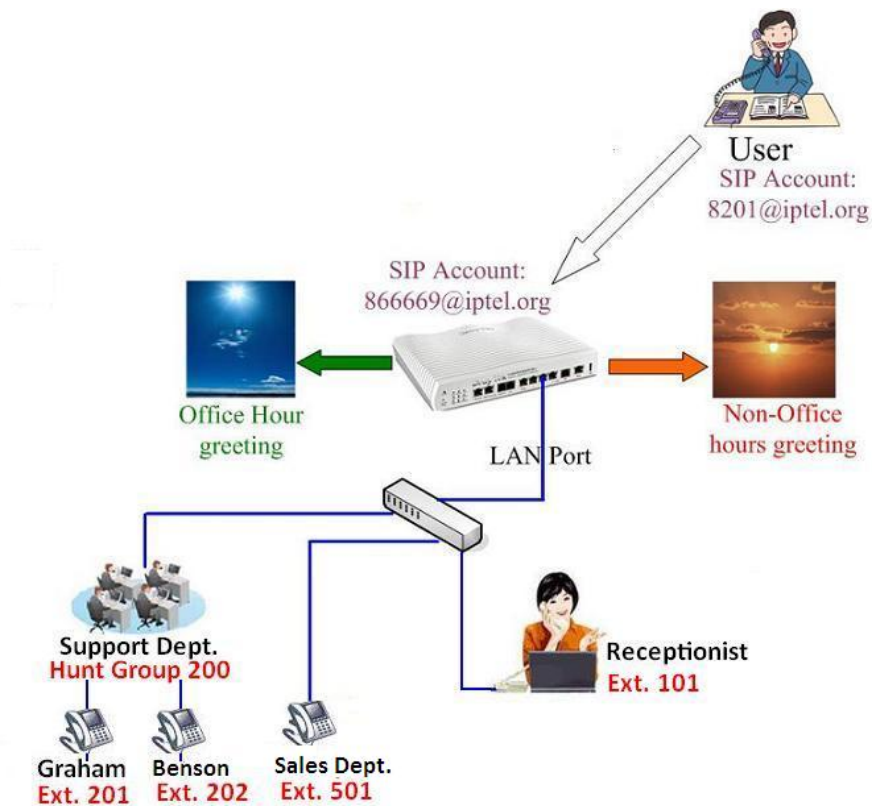 User
SIP Account:
8201@iptel.org
SIP Account:
866669@iptel.org
Office Hour
greeting
Non-Office
hours greeting
LAN Port
Support Dept.
Hunt Group 200
Receptionist
Ext. 101
Graham
Ext. 201
Benson
Ext. 202
Sales Dept.
Ext. 501